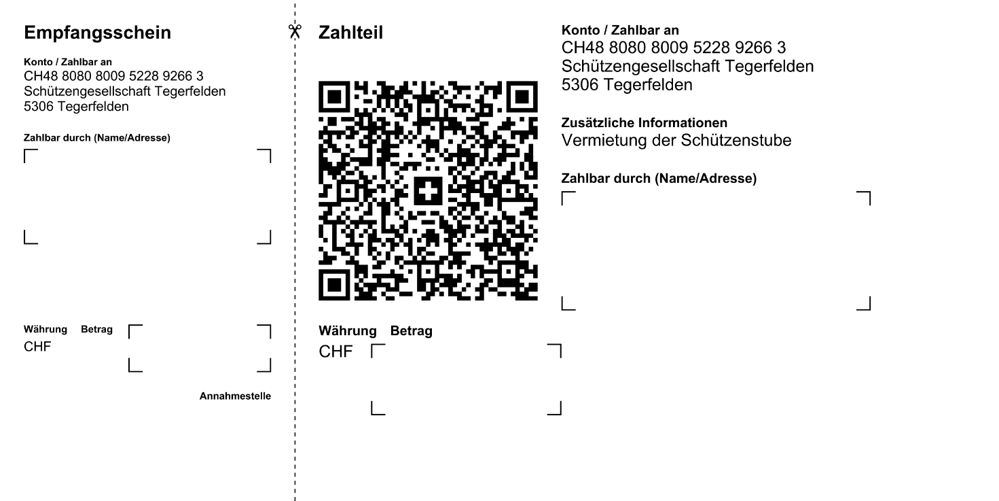 Empfangsschein
Konto / Zahlbar an
CH48 8080 8009 5228 9266 3
Schützengesellschaft Tegerfelden
5306 Tegerfelden
Zahlbar durch (Name/Adresse)
Währung Betrag
CHF
Annahmestelle
Zahlteil
Währung Betrag
CHF
Konto / Zahlbar an
CH48 8080 8009 5228 9266 3
Schützengesellschaft Tegerfelden
5306 Tegerfelden
Zusätzliche Informationen
Vermietung der Schützenstube
Zahlbar durch (Name/Adresse)